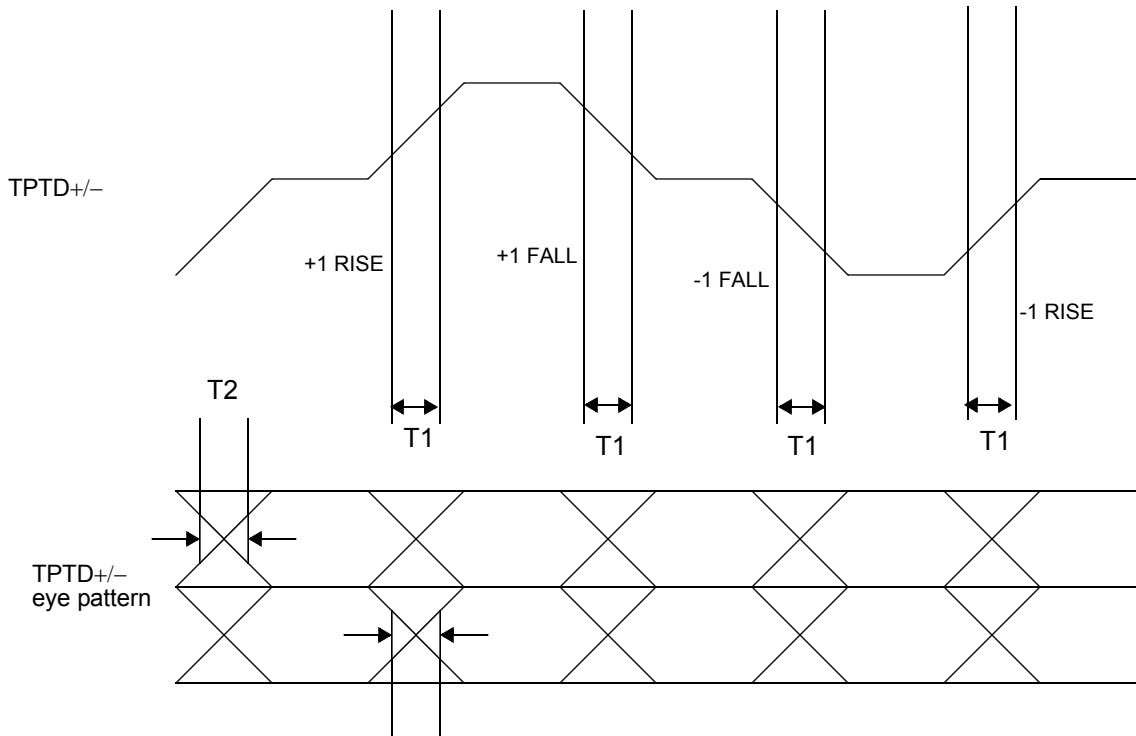 TPTD+/−
+1 RISE
+1 FALL
-1 FALL
-1 RISE
T2
T1
T1
T1
T1
TPTD+/−
eye pattern